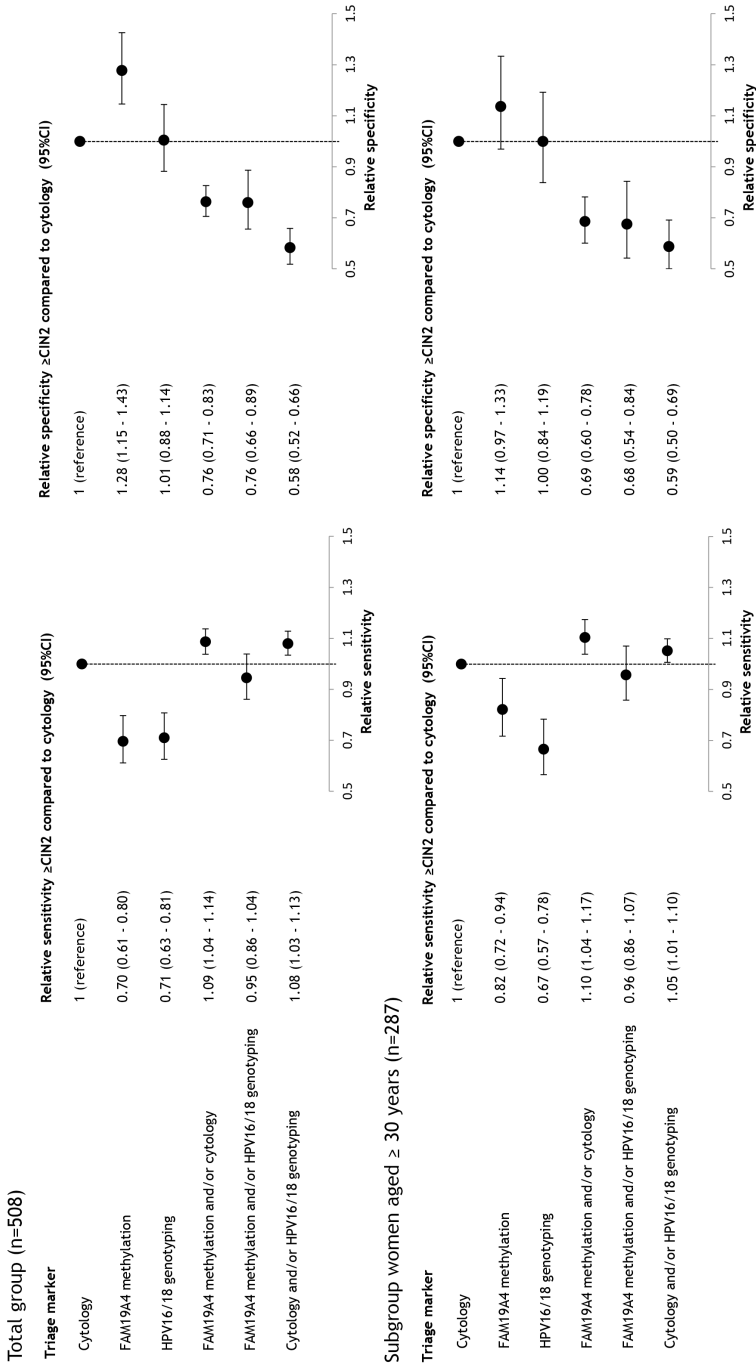 Total group (n=508)
Triage marker Relative sensitivity ≥CIN2 compared to cytology (95%CI) Relative specificity ≥CIN2 compared to cytology (95%CI)
Cytology 1 (reference) 1 (reference)
FAM19A4 methylation 0.70 (0.61 - 0.80) 1.28 (1.15 - 1.43)
HPV16/18 genotyping 0.71 (0.63 - 0.81) 1.01 (0.88 - 1.14)
FAM19A4 methylation and/or cytology 1.09 (1.04 - 1.14) 0.76 (0.71 - 0.83)
FAM19A4 methylation and/or HPV16/18 genotyping 0.95 (0.86 - 1.04) 0.76 (0.66 - 0.89)
Cytology and/or HPV16/18 genotyping 1.08 (1.03 - 1.13) 0.58 (0.52 - 0.66)
0.5 0.7 0.9 1.1 1.3 1.5 0.5 0.7 0.9 1.1 1.3 1.5
Relative sensitivity Relative specificity
Subgroup women aged ≥ 30 years (n=287)
Triage marker Relative sensitivity ≥CIN2 compared to cytology (95%CI) Relative specificity ≥CIN2 compared to cytology (95%CI)
Cytology 1 (reference) 1 (reference)
FAM19A4 methylation 0.82 (0.72 - 0.94) 1.14 (0.97 - 1.33)
HPV16/18 genotyping 0.67 (0.57 - 0.78) 1.00 (0.84 - 1.19)
FAM19A4 methylation and/or cytology 1.10 (1.04 - 1.17) 0.69 (0.60 - 0.78)
FAM19A4 methylation and/or HPV16/18 genotyping 0.96 (0.86 - 1.07) 0.68 (0.54 - 0.84)
Cytology and/or HPV16/18 genotyping 1.05 (1.01 - 1.10) 0.59 (0.50 - 0.69)
0.5 0.7 0.9 1.1 1.3 1.5 0.5 0.7 0.9 1.1 1.3 1.5
Relative sensitivity Relative specificity